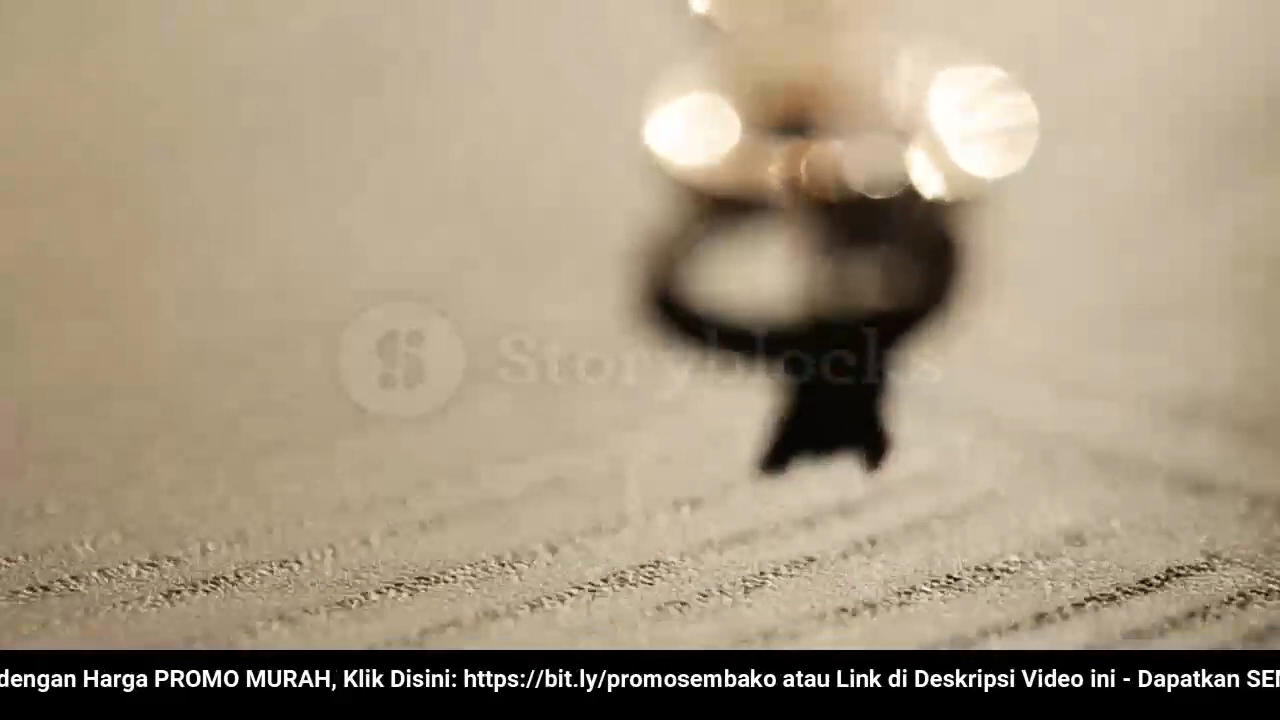 Storyblocks
dengan Harga PROMO MURAH, Klik Disini: https://bit.ly/promosembako atau Link di Deskripsi Video ini - Dapatkan